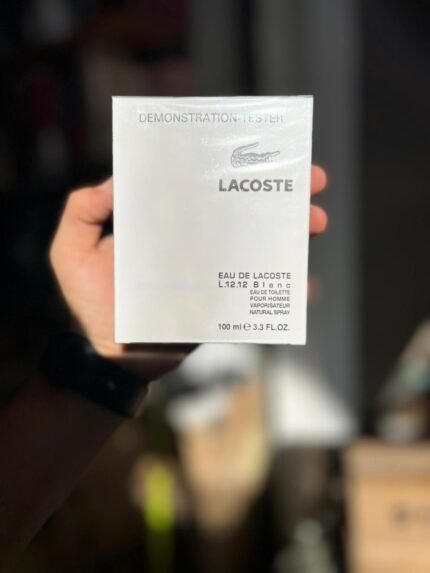 DEMONSTRATION-TESTER
LACOSTE
EAU DE LACOSTE
L.12.12 Blanc
EAU DE TOILETTE
POUR HOMME
VAPORISATEUR
NATURAL SPRAY
100 ml ℮ 3.3 FL.OZ.